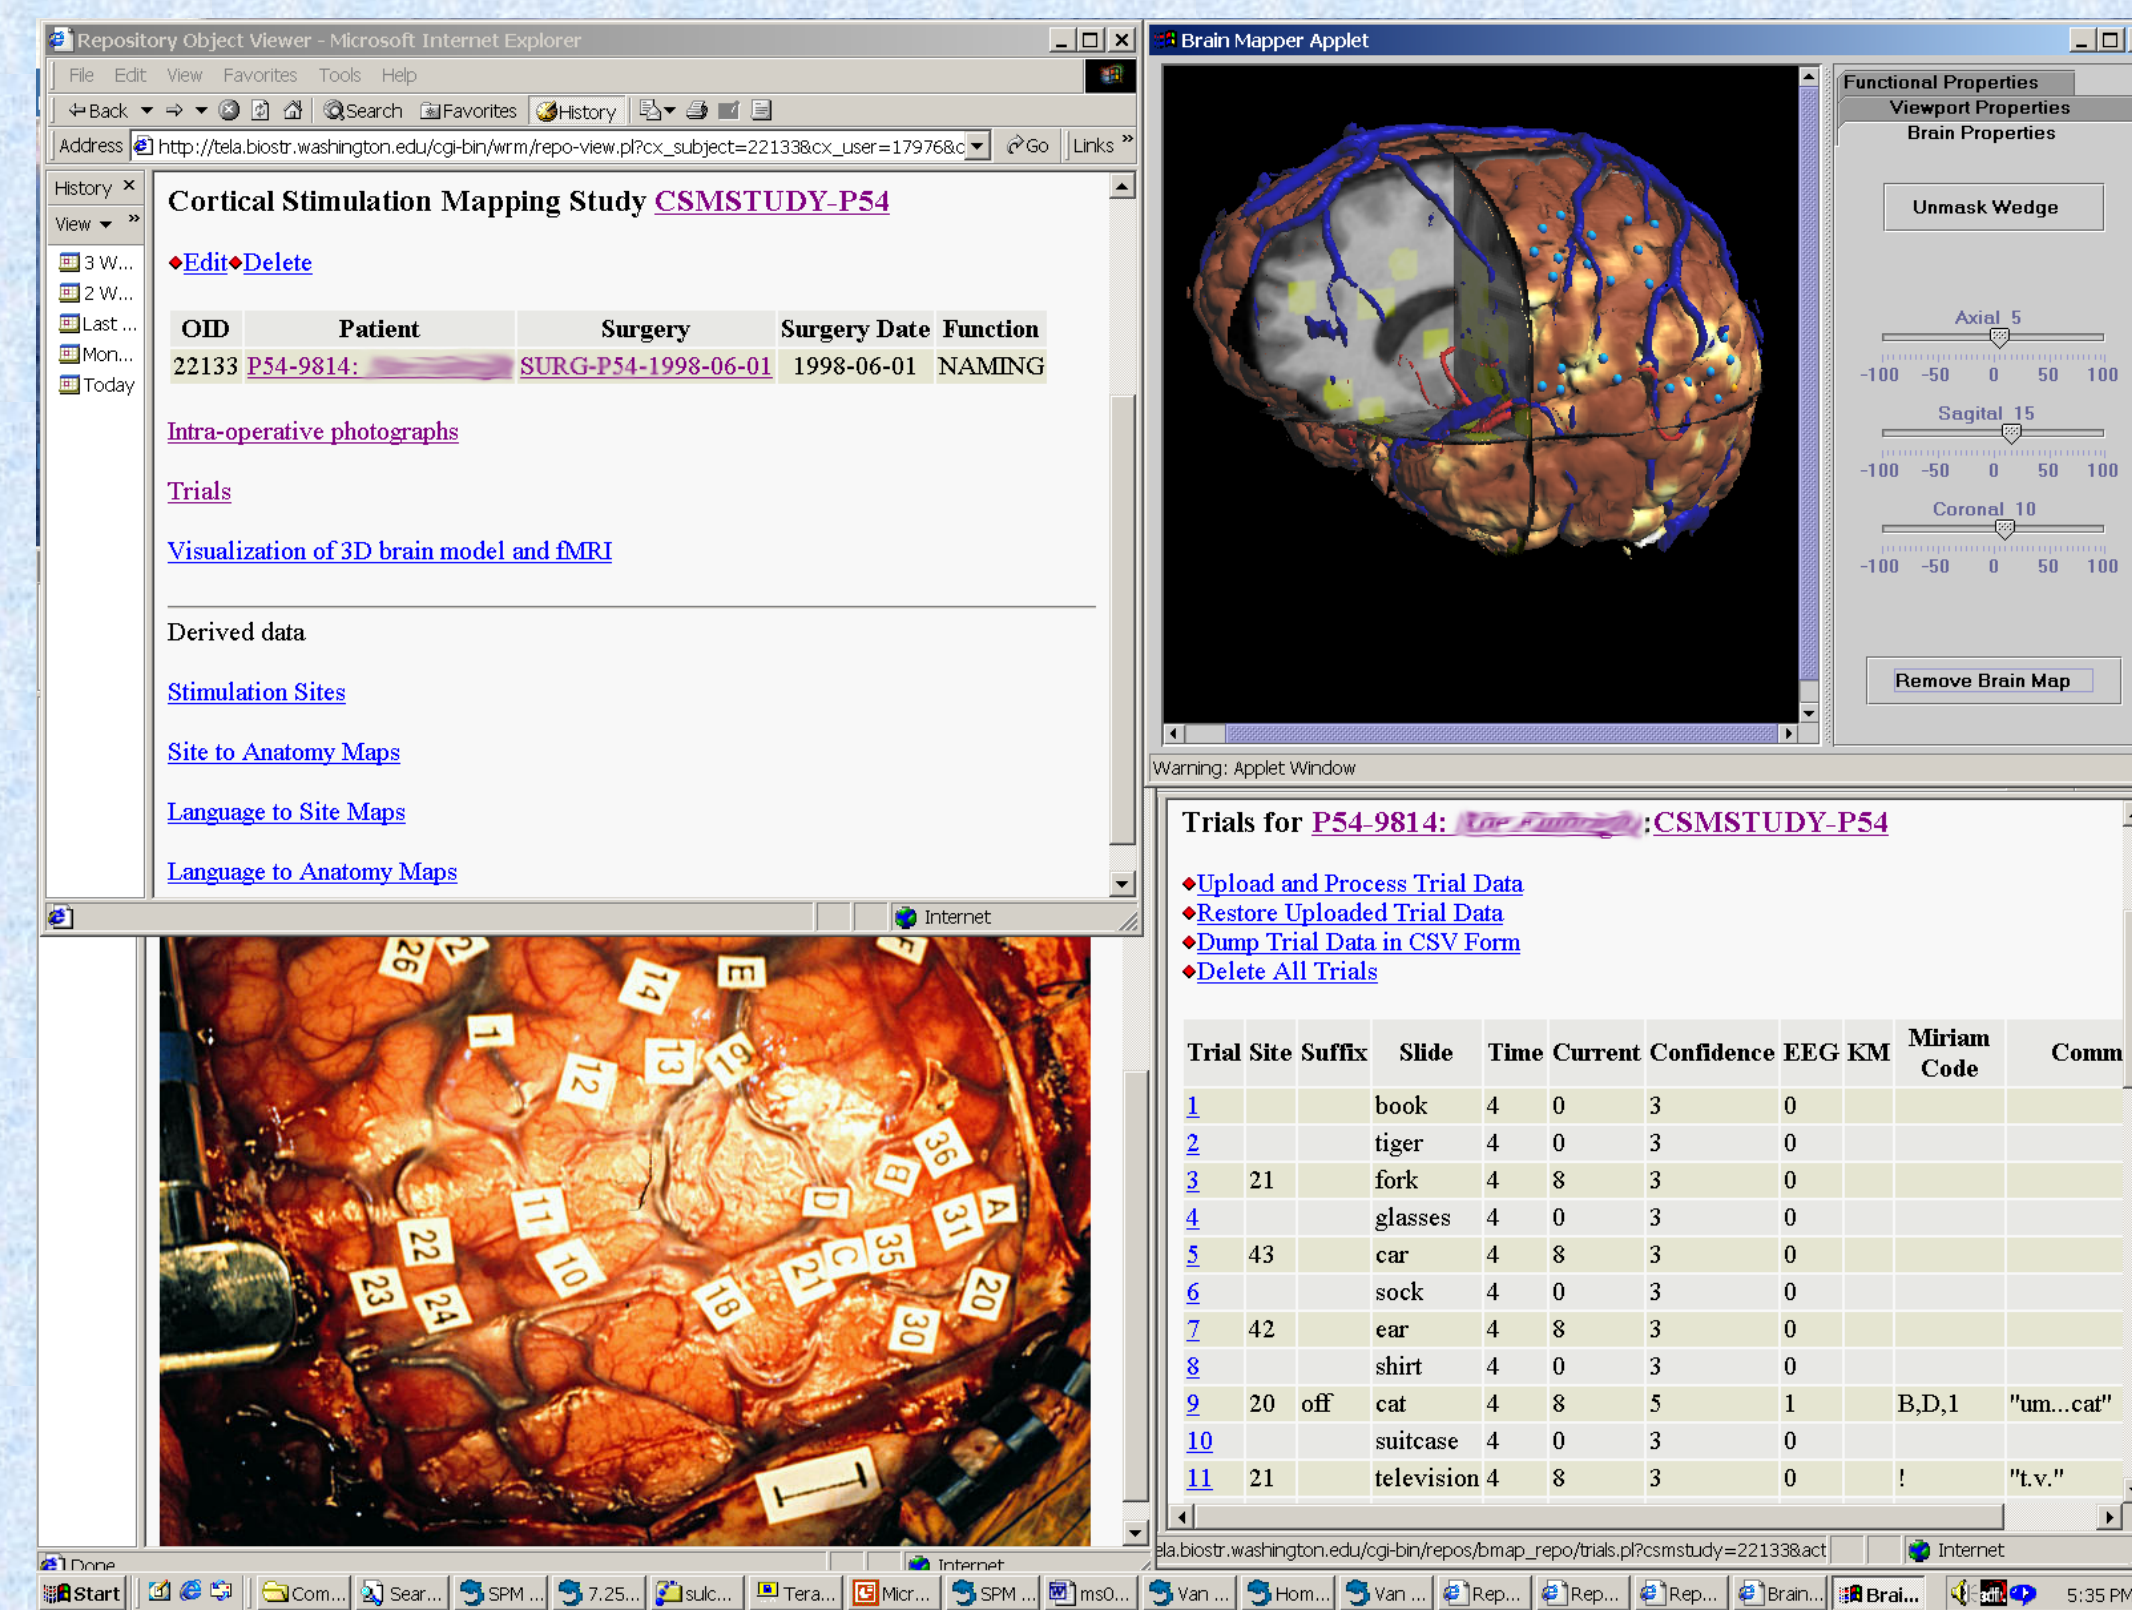 Repository Object Viewer - Microsoft Internet Explorer
File Edit View Favorites Tools Help
Back Search Favorites History
Address http://tela.biostr.washington.edu/cgi-bin/wrm/repo-view.pl?cx_subject=22133&cx_user=17976&c Go Links »
History ×
View »
3 W...
2 W...
Last ...
Mon...
Today
Cortical Stimulation Mapping Study CSMSTUDY-P54
Edit Delete
OID Patient Surgery Surgery Date Function
22133 P54-9814: SURG-P54-1998-06-01 1998-06-01 NAMING
Intra-operative photographs
Trials
Visualization of 3D brain model and fMRI
Derived data
Stimulation Sites
Site to Anatomy Maps
Language to Site Maps
Language to Anatomy Maps
Internet
Brain Mapper Applet
Functional Properties
Viewport Properties
Brain Properties
Unmask Wedge
Axial 5
-100 -50 0 50 100
Sagital 15
-100 -50 0 50 100
Coronal 10
-100 -50 0 50 100
Remove Brain Map
Warning: Applet Window
26
14
E
F
1
12
13
19
36
B
11
D
A
31
22
10
C
35
21
23
24
18
20
30
Done
Internet
Trials for P54-9814: :CSMSTUDY-P54
Upload and Process Trial Data
Restore Uploaded Trial Data
Dump Trial Data in CSV Form
Delete All Trials
Trial Site Suffix Slide Time Current Confidence EEG KM Miriam Code Comm
1 book 4 0 3 0
2 tiger 4 0 3 0
3 21 fork 4 8 3 0
4 glasses 4 0 3 0
5 43 car 4 8 3 0
6 sock 4 0 3 0
7 42 ear 4 8 3 0
8 shirt 4 0 3 0
9 20 off cat 4 8 5 1 B,D,1 "um...cat"
10 suitcase 4 0 3 0
11 21 television 4 8 3 0 ! "t.v."
ela.biostr.washington.edu/cgi-bin/repos/bmap_repo/trials.pl?csmstudy=22133&act Internet
Start Com... Sear... SPM ... 7.25... sulc... Tera... Micr... SPM ... ms0... Van ... Hom... Van ... Rep... Rep... Rep... Brain... Brai... 5:35 PM